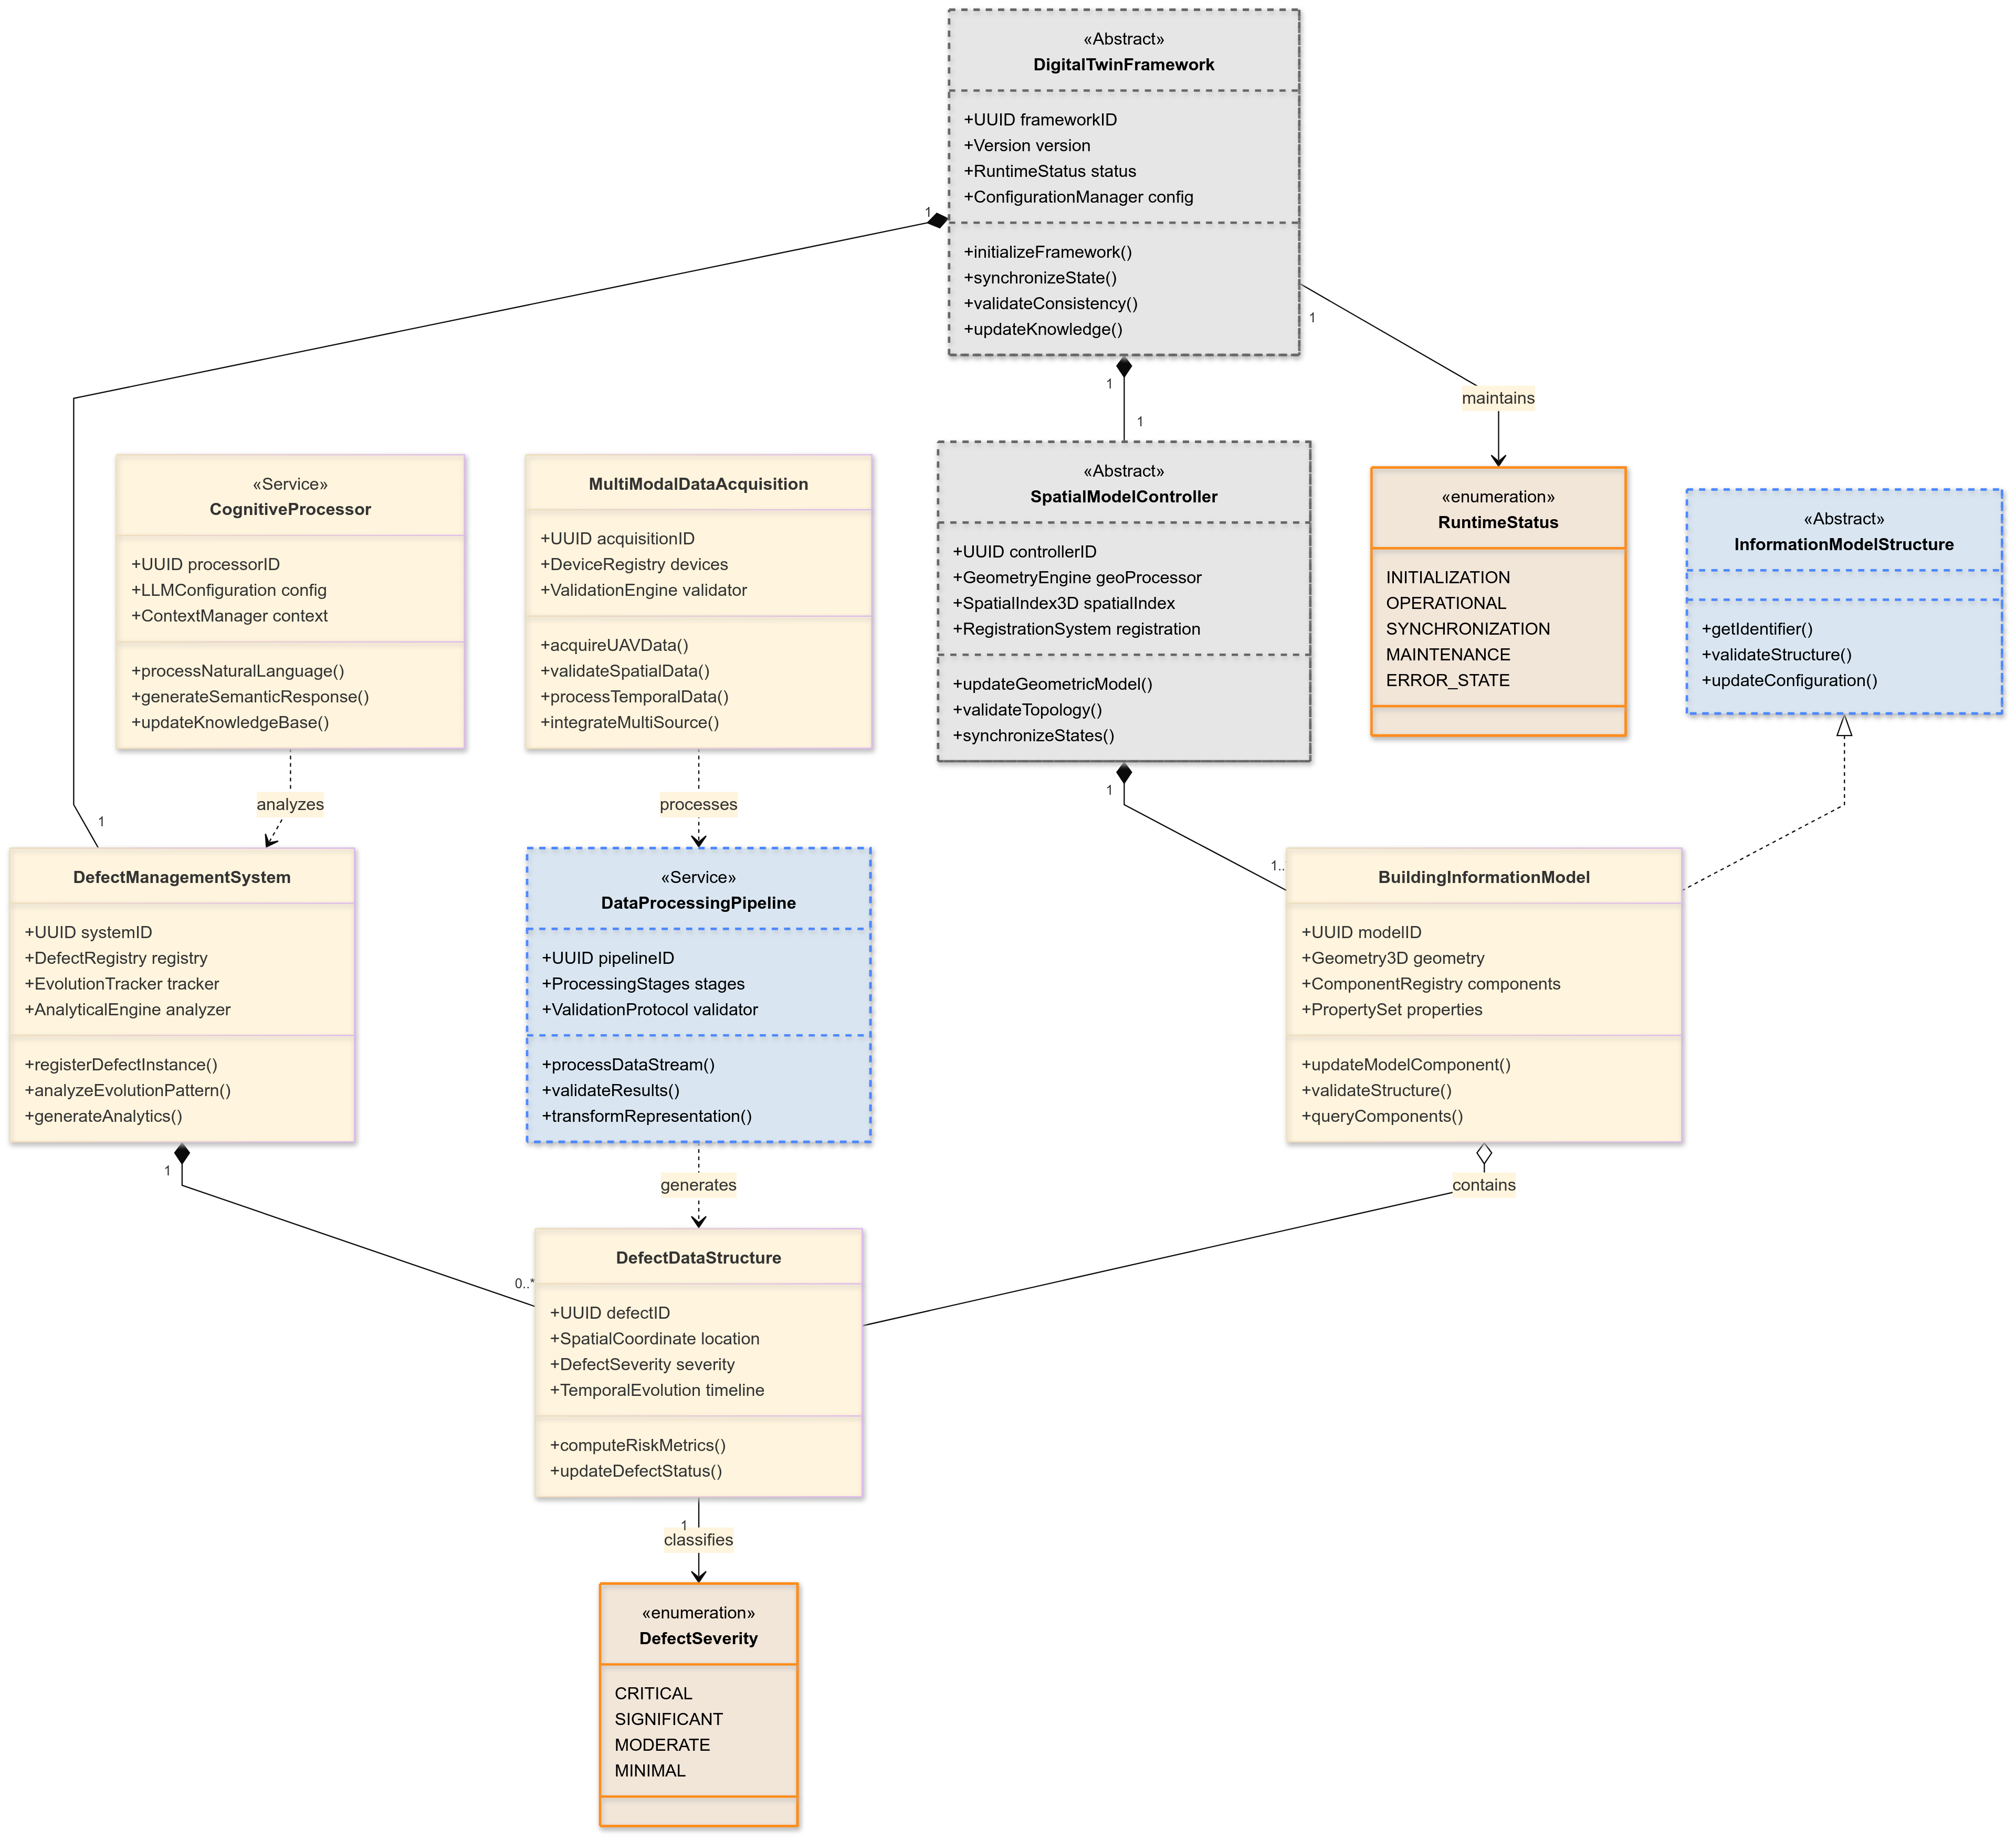 «Abstract»
DigitalTwinFramework
+UUID frameworkID
+Version version
+RuntimeStatus status
+ConfigurationManager config
+initializeFramework()
+synchronizeState()
+validateConsistency()
+updateKnowledge()
1
1
1
1
maintains
«Service»
CognitiveProcessor
+UUID processorID
+LLMConfiguration config
+ContextManager context
+processNaturalLanguage()
+generateSemanticResponse()
+updateKnowledgeBase()
MultiModalDataAcquisition
+UUID acquisitionID
+DeviceRegistry devices
+ValidationEngine validator
+acquireUAVData()
+validateSpatialData()
+processTemporalData()
+integrateMultiSource()
«Abstract»
SpatialModelController
+UUID controllerID
+GeometryEngine geoProcessor
+SpatialIndex3D spatialIndex
+RegistrationSystem registration
+updateGeometricModel()
+validateTopology()
+synchronizeStates()
«enumeration»
RuntimeStatus
INITIALIZATION
OPERATIONAL
SYNCHRONIZATION
MAINTENANCE
ERROR_STATE
«Abstract»
InformationModelStructure
+getIdentifier()
+validateStructure()
+updateConfiguration()
1
analyzes
processes
1
1..
DefectManagementSystem
+UUID systemID
+DefectRegistry registry
+EvolutionTracker tracker
+AnalyticalEngine analyzer
+registerDefectInstance()
+analyzeEvolutionPattern()
+generateAnalytics()
«Service»
DataProcessingPipeline
+UUID pipelineID
+ProcessingStages stages
+ValidationProtocol validator
+processDataStream()
+validateResults()
+transformRepresentation()
BuildingInformationModel
+UUID modelID
+Geometry3D geometry
+ComponentRegistry components
+PropertySet properties
+updateModelComponent()
+validateStructure()
+queryComponents()
1
generates
contains
0..*
DefectDataStructure
+UUID defectID
+SpatialCoordinate location
+DefectSeverity severity
+TemporalEvolution timeline
+computeRiskMetrics()
+updateDefectStatus()
1
classifies
«enumeration»
DefectSeverity
CRITICAL
SIGNIFICANT
MODERATE
MINIMAL